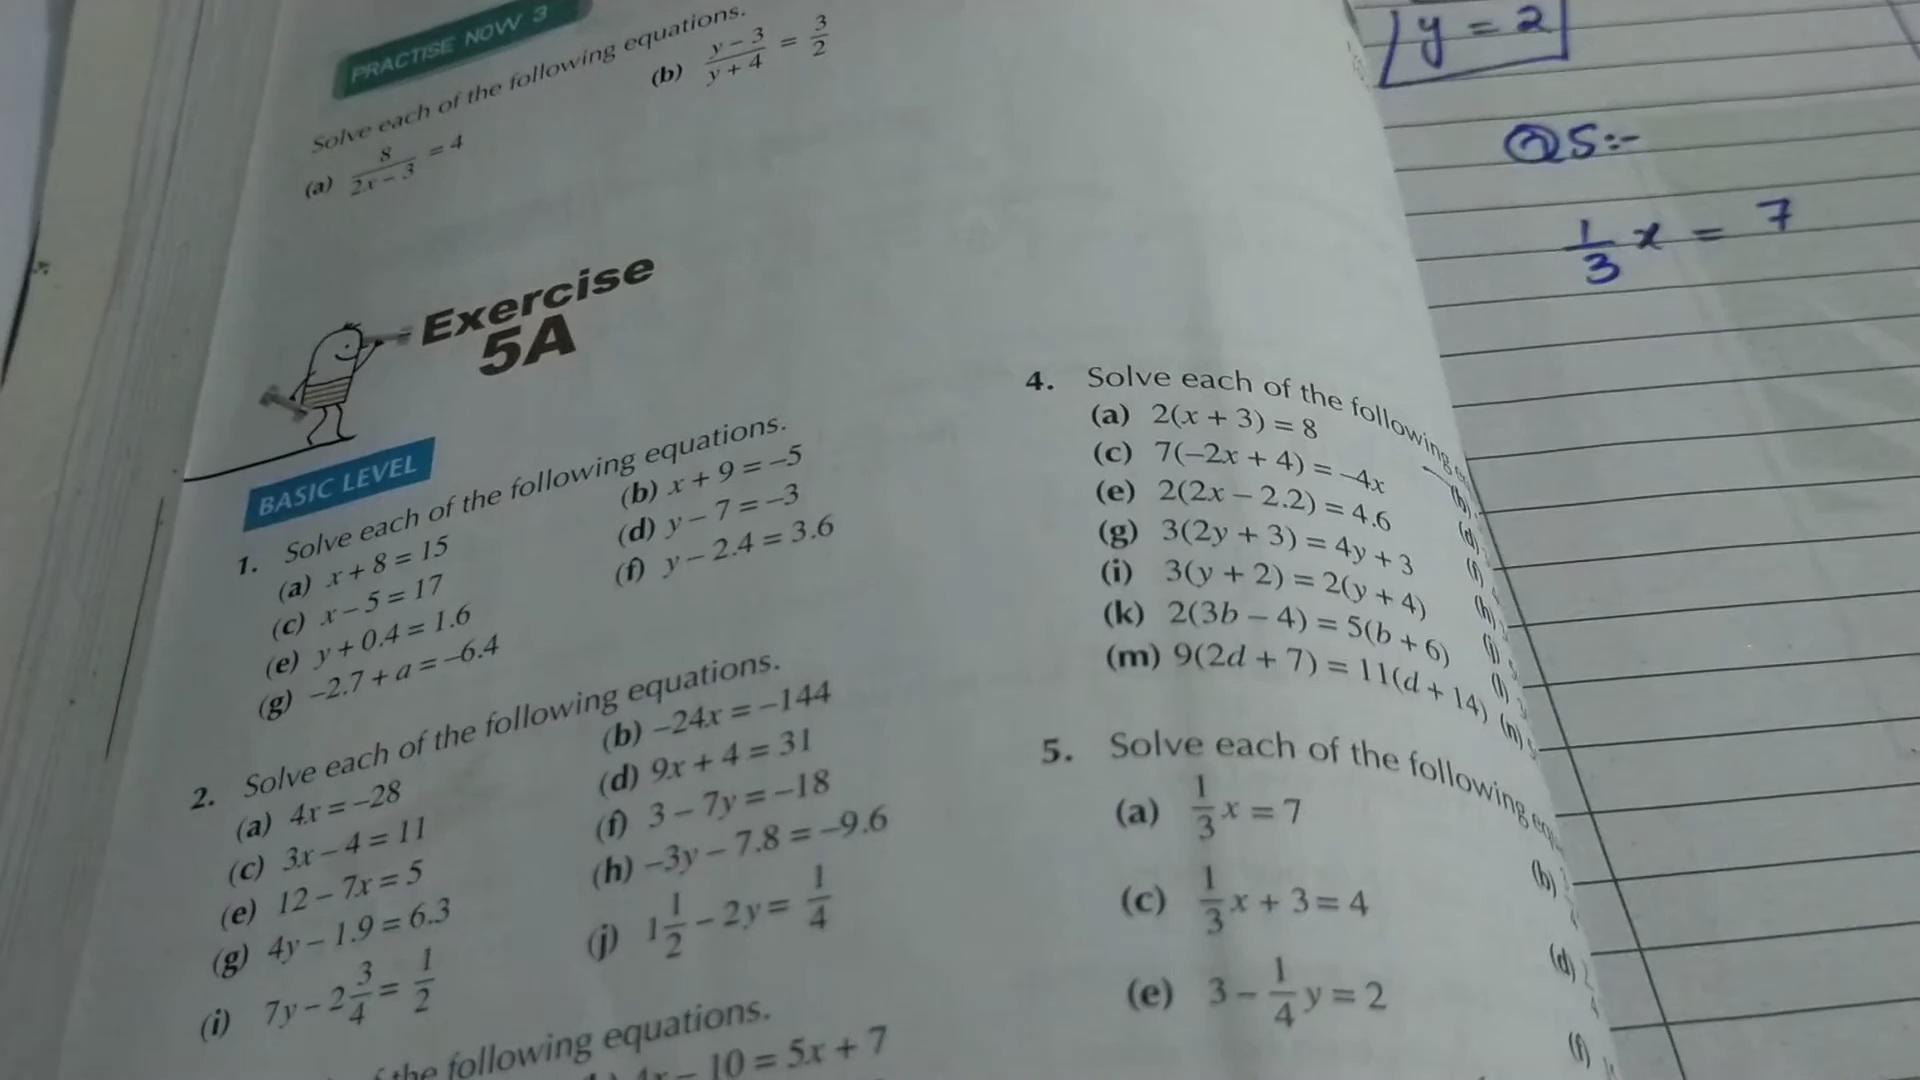 PRACTISE NOW 3
Solve each of the following equations.
(a) 8/(2x − 3) = 4
(b) (y − 3)/(y + 4) = 3/2
Exercise
5A
BASIC LEVEL
1. Solve each of the following equations.
(a) x + 8 = 15
(b) x + 9 = −5
(c) x − 5 = 17
(d) y − 7 = −3
(e) y + 0.4 = 1.6
(f) y − 2.4 = 3.6
(g) −2.7 + a = −6.4
2. Solve each of the following equations.
(a) 4x = −28
(b) −24x = −144
(c) 3x − 4 = 11
(d) 9x + 4 = 31
(e) 12 − 7x = 5
(f) 3 − 7y = −18
(g) 4y − 1.9 = 6.3
(h) −3y − 7.8 = −9.6
(i) 7y − 2 3/4 = 1/2
(j) 1 1/2 − 2y = 1/4
the following equations.
4x − 10 = 5x + 7
4. Solve each of the following
(a) 2(x + 3) = 8
(b)
(c) 7(−2x + 4) = −4x
(d)
(e) 2(2x − 2.2) = 4.6
(f)
(g) 3(2y + 3) = 4y + 3
(h)
(i) 3(y + 2) = 2(y + 4)
(j)
(k) 2(3b − 4) = 5(b + 6)
(l)
(m) 9(2d + 7) = 11(d + 14)
(n)
5. Solve each of the following
(a) 1/3 x = 7
(b)
(c) 1/3 x + 3 = 4
(d)
(e) 3 − 1/4 y = 2
(f)
y = 2
Q5:-
1/3 x = 7